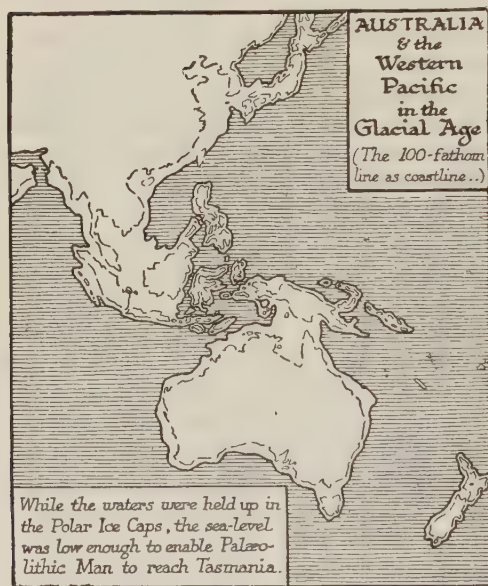 AUSTRALIA
& the
Western
Pacific
in the
Glacial Age
(The 100-fathom
line as coastline..)
While the waters were held up in
the Polar Ice Caps, the sea-level
was low enough to enable Palæo-
lithic Man to reach Tasmania.